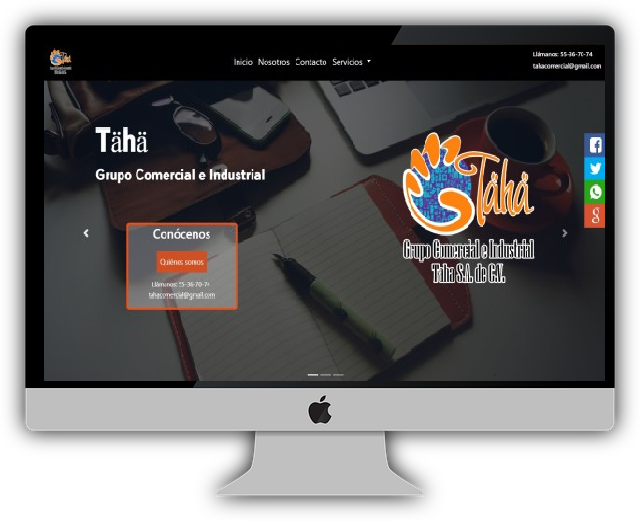 Inicio Nosotros Contacto Servicios
Llámanos: 55-36-70-74
tahacomercial@gmail.com
Tähä
Grupo Comercial e Industrial
Conócenos
Quiénes somos
Llámanos: 55-36-70-74
tahacomercial@gmail.com
Tähä
Grupo Comercial e Industrial
Taha S.A. de C.V.